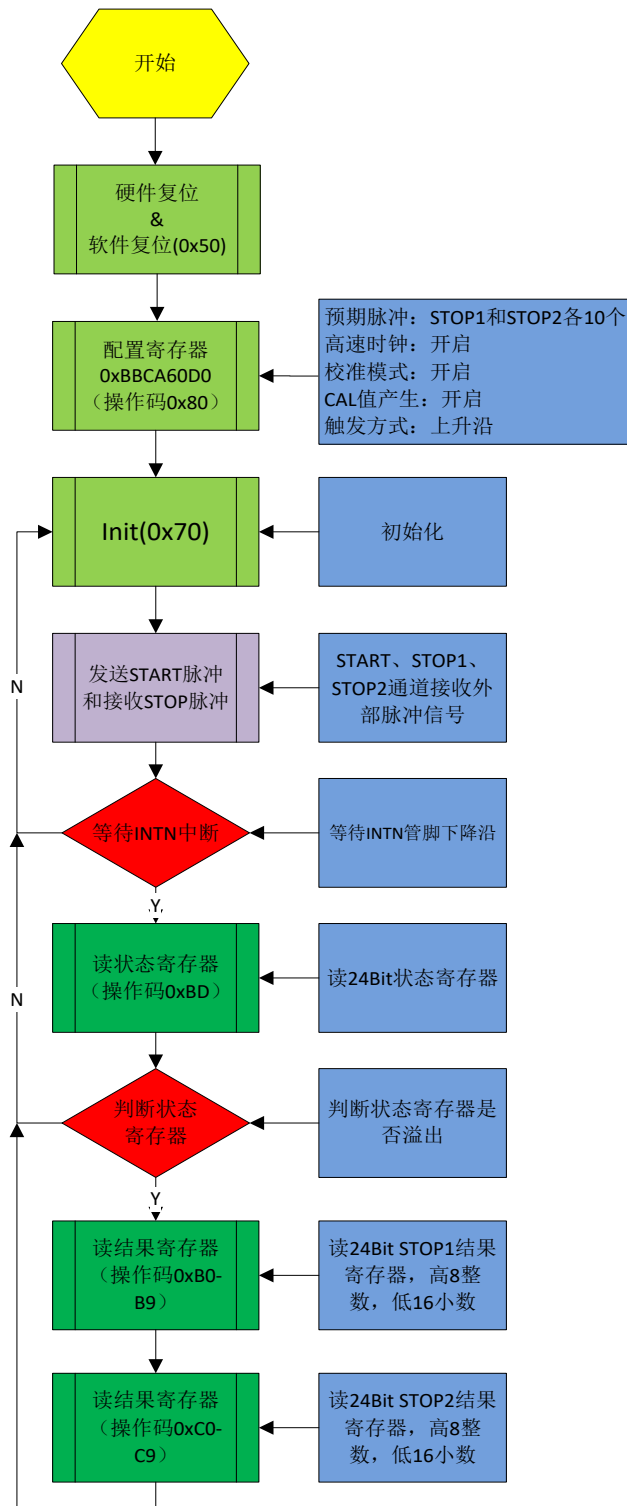 开始
硬件复位
&
软件复位(0x50)
配置寄存器
0xBBCA60D0
（操作码0x80）
预期脉冲：STOP1和STOP2各10个
高速时钟：开启
校准模式：开启
CAL值产生：开启
触发方式：上升沿
Init(0x70)
初始化
N
发送START脉冲
和接收STOP脉冲
START、STOP1、
STOP2通道接收外
部脉冲信号
等待INTN中断
等待INTN管脚下降沿
Y
读状态寄存器
（操作码0xBD）
读24Bit状态寄存器
N
判断状态
寄存器
判断状态寄存器是
否溢出
Y
读结果寄存器
（操作码0xB0-
B9）
读24Bit STOP1结果
寄存器，高8整
数，低16小数
读结果寄存器
（操作码0xC0-
C9）
读24Bit STOP2结果
寄存器，高8整
数，低16小数